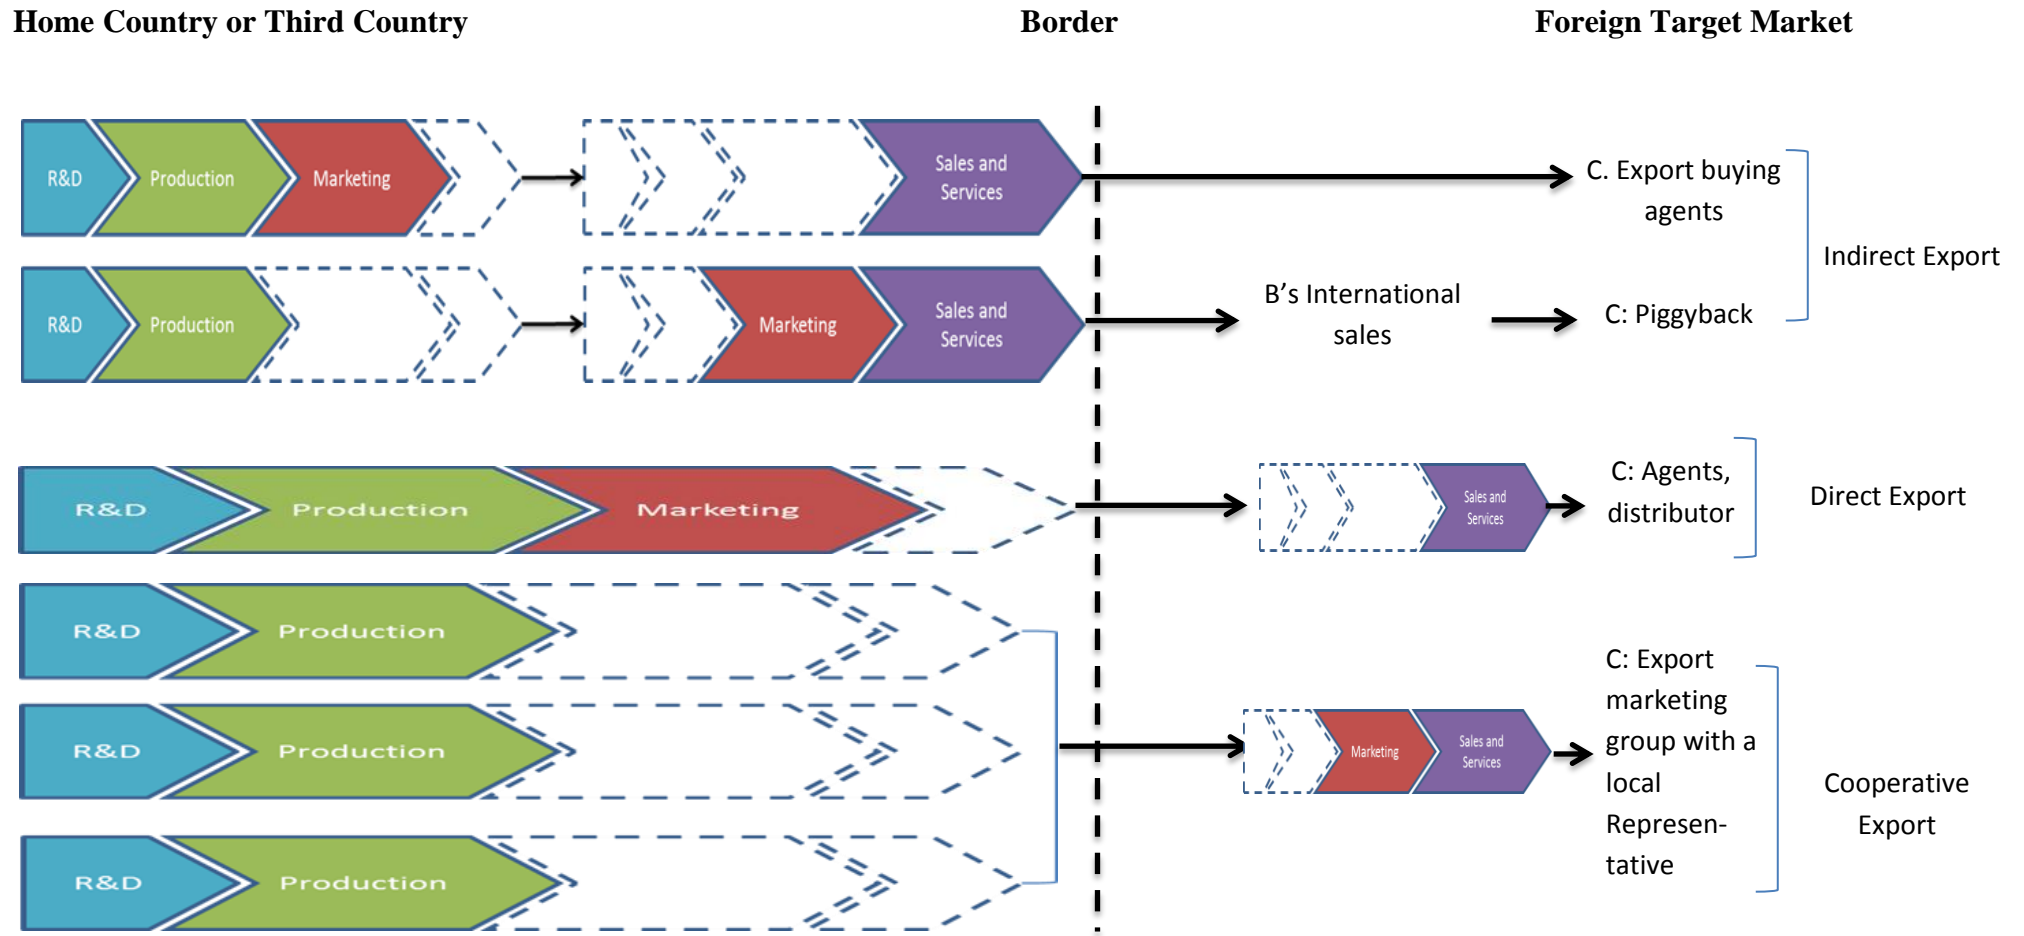 Home Country or Third Country
Border
Foreign Target Market
R&D
Production
Marketing
Sales and
Services
C. Export buying
agents
Indirect Export
R&D
Production
Marketing
Sales and
Services
B’s International
sales
C: Piggyback
R&D
Production
Marketing
Sales and
Services
C: Agents,
distributor
Direct Export
R&D
Production
R&D
Production
R&D
Production
Marketing
Sales and
Services
C: Export
marketing
group with a
local
Represen-
tative
Cooperative
Export